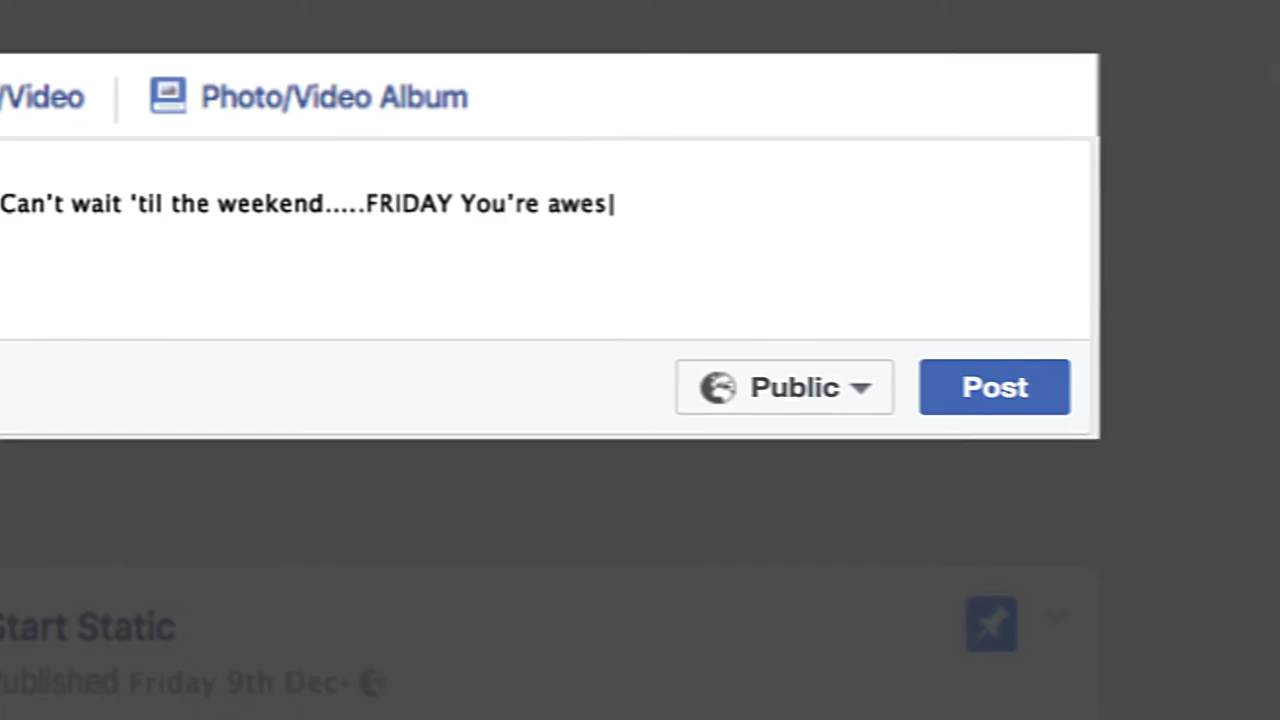 /Video Photo/Video Album
Can't wait 'til the weekend.....FRIDAY You're awes
Public Post
Start Static
Published Friday 9th Dec·